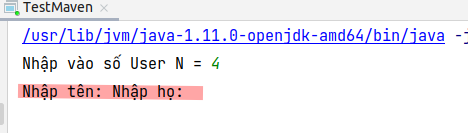 TestMaven
/usr/lib/jvm/java-1.11.0-openjdk-amd64/bin/java -j
Nhập vào số User N = 4
Nhập tên: Nhập họ: